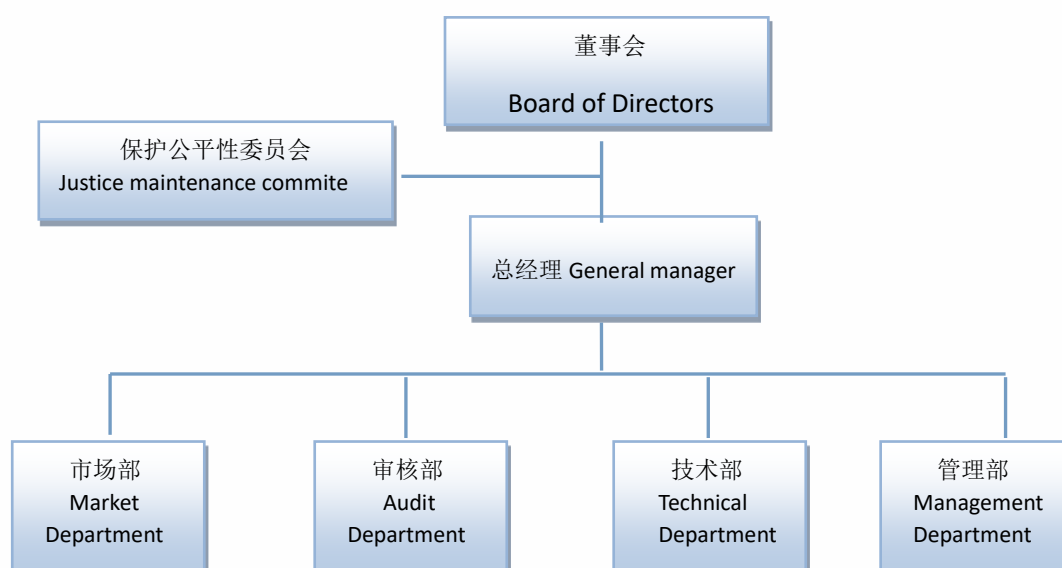 董事会
Board of Directors
保护公平性委员会
Justice maintenance commite
总经理 General manager
市场部
Market
Department
审核部
Audit
Department
技术部
Technical
Department
管理部
Management
Department